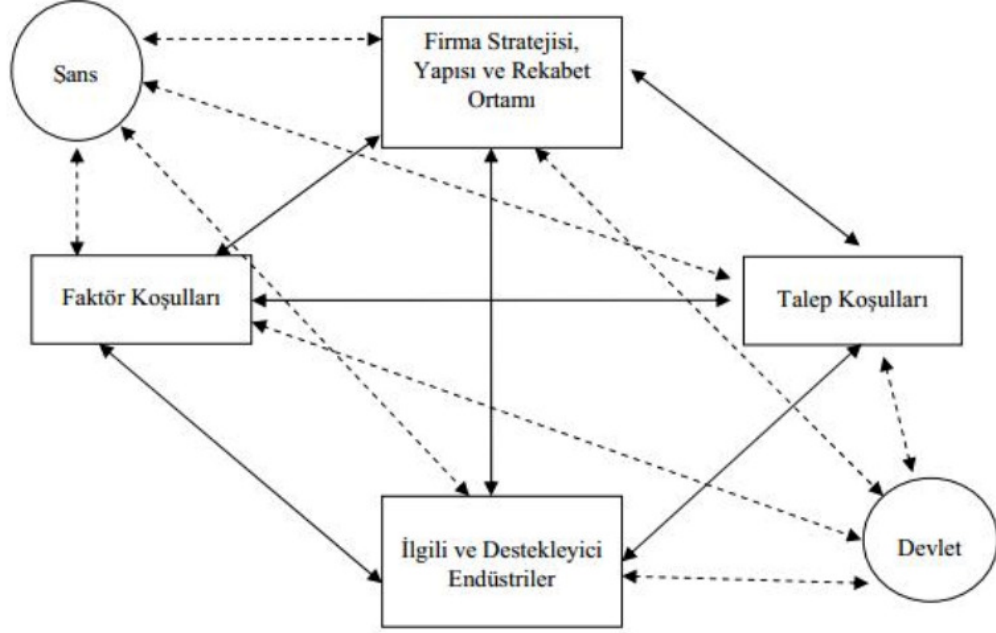 Şans
Firma Stratejisi,
Yapısı ve Rekabet
Ortamı
Faktör Koşulları
Talep Koşulları
İlgili ve Destekleyici
Endüstriler
Devlet